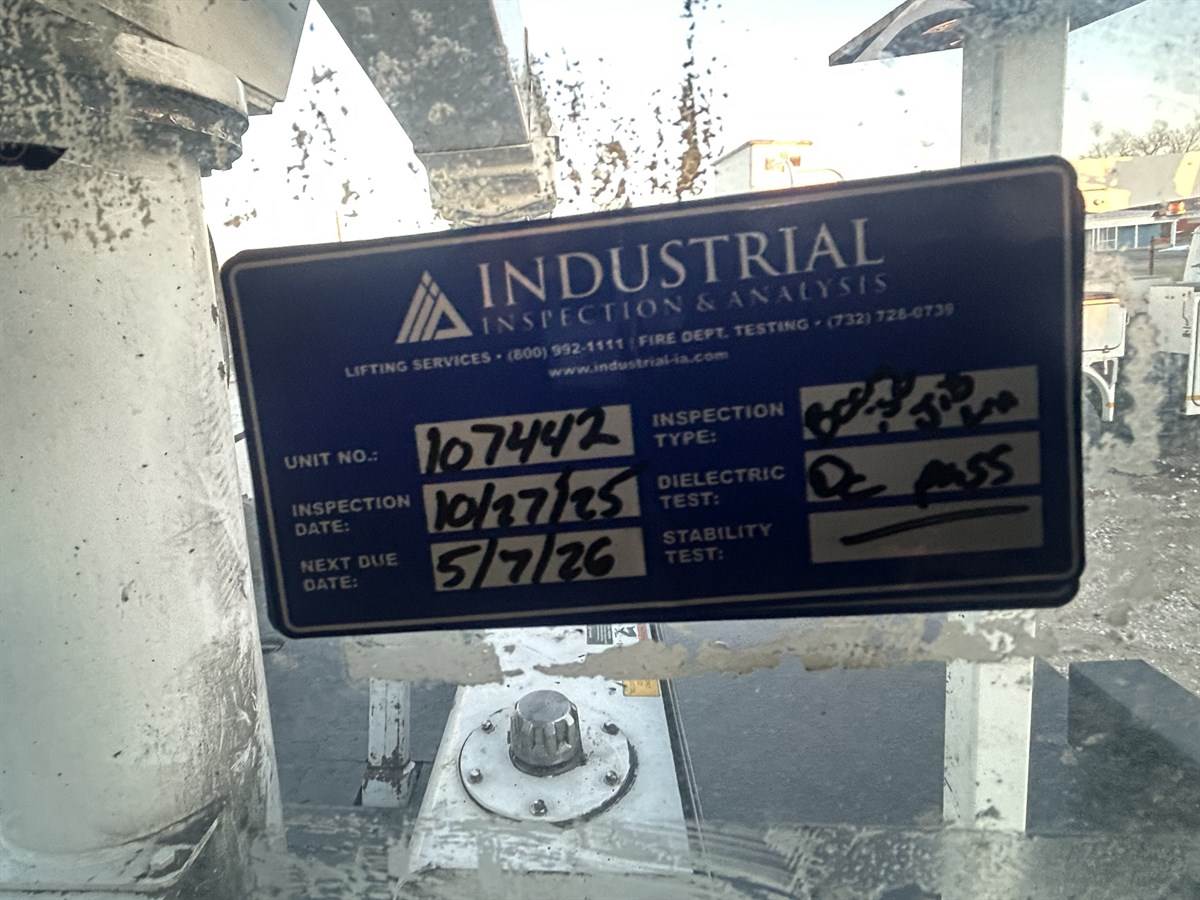 INDUSTRIAL
INSPECTION & ANALYSIS
LIFTING SERVICES • (800) 992-1111 | FIRE DEPT. TESTING • (732) 728-0739
www.industrial-ia.com
UNIT NO.: 107442
INSPECTION DATE: 10/27/25
NEXT DUE DATE: 5/7/26
INSPECTION TYPE:
DIELECTRIC TEST: Dc pass
STABILITY TEST: